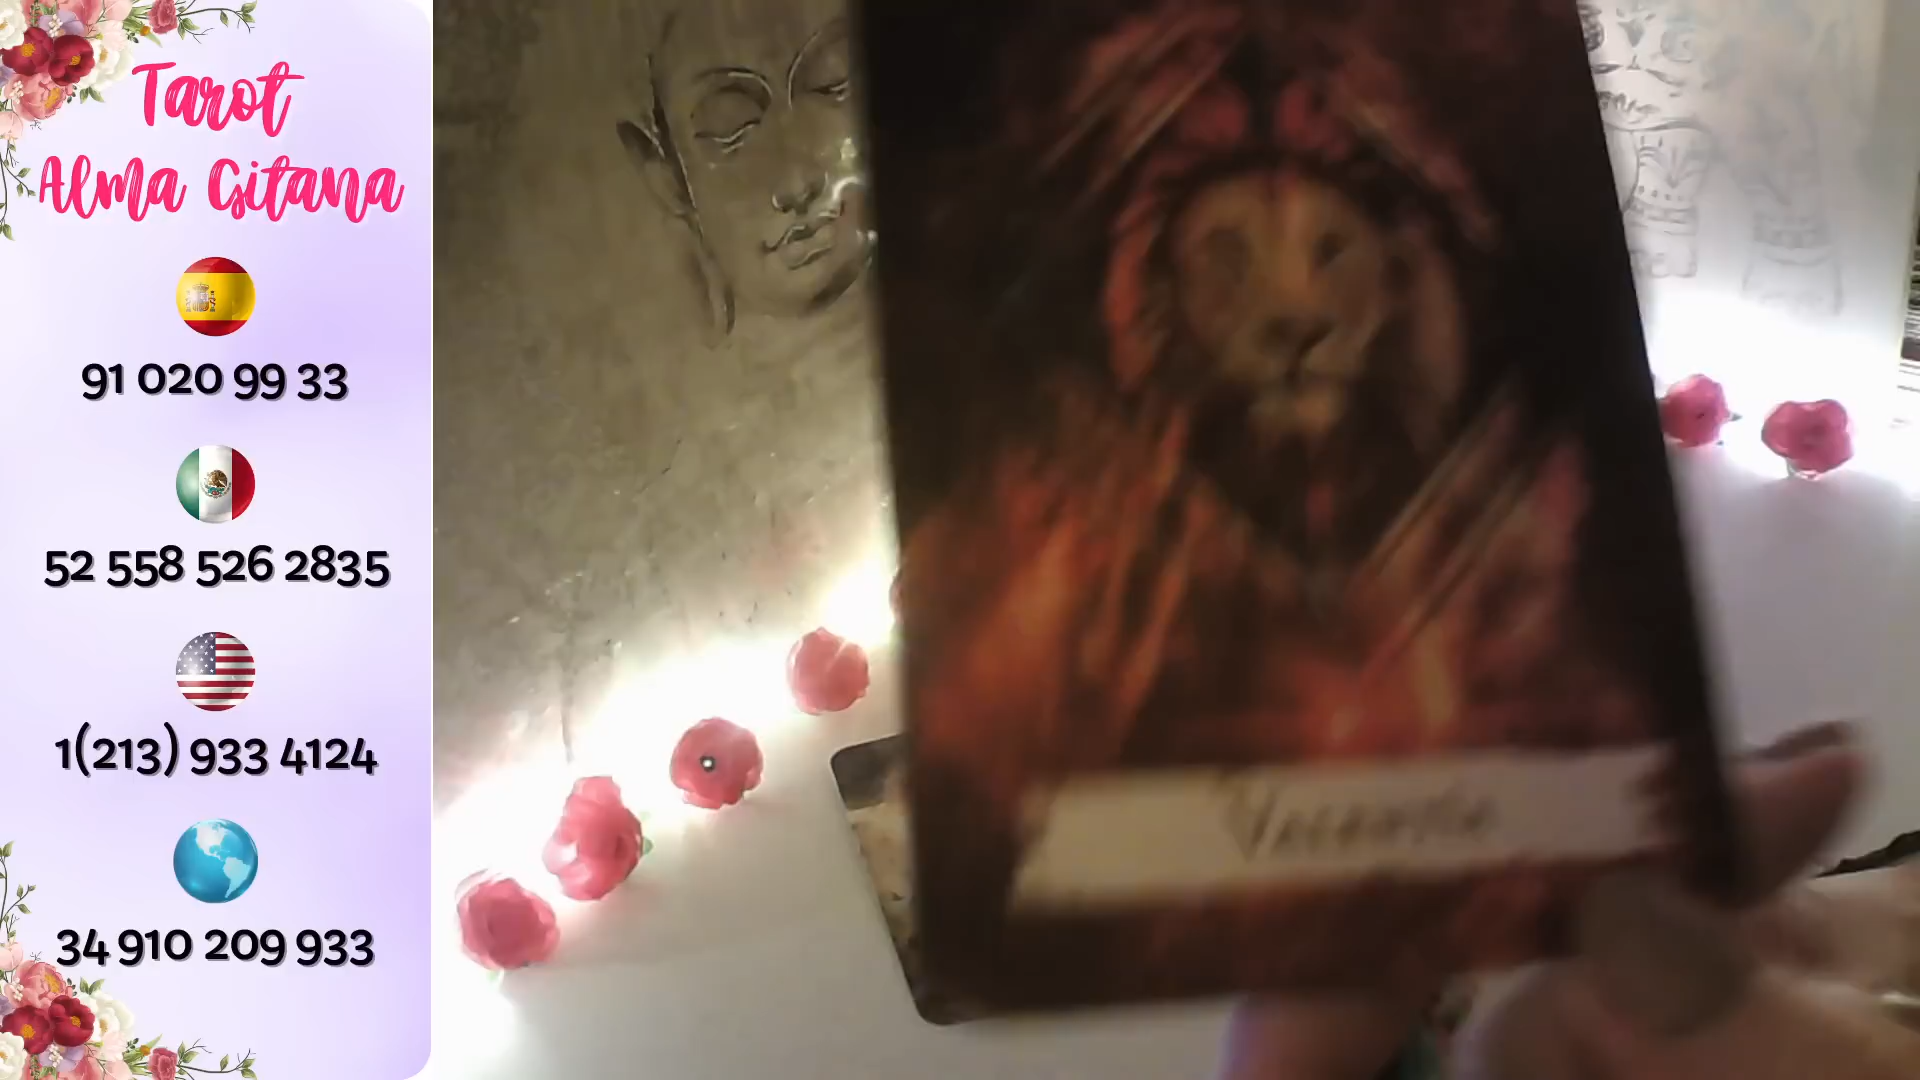 Tarot
Alma Gitana
91 020 99 33
52 558 526 2835
1(213) 933 4124
34 910 209 933